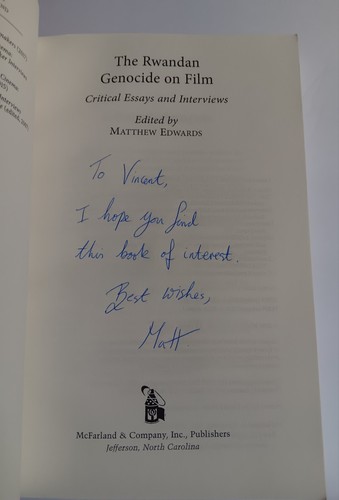 The Rwandan
Genocide on Film
Critical Essays and Interviews
Edited by
MATTHEW EDWARDS
To Vincent,
I hope you find
this book of interest.
Best wishes,
Matt
McFarland & Company, Inc., Publishers
Jefferson, North Carolina